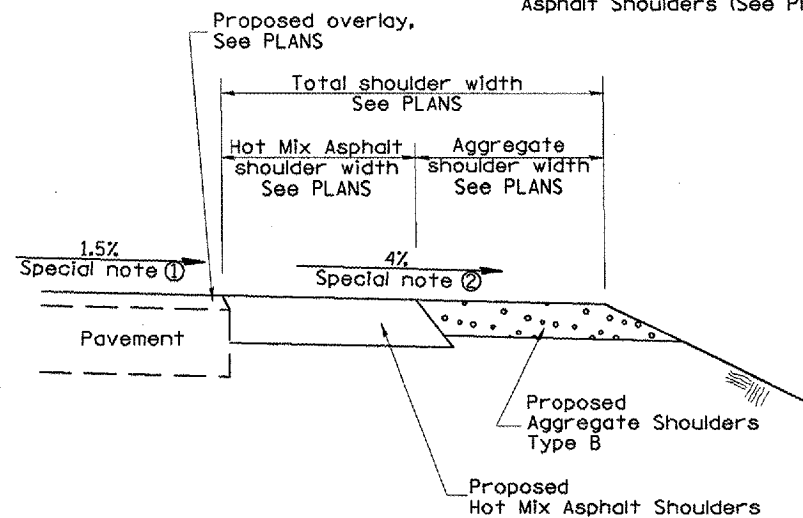 Asphalt Shoulders (See
Proposed overlay,
See PLANS
Total shoulder width
See PLANS
Hot Mix Asphalt
shoulder width
See PLANS
Aggregate
shoulder width
See PLANS
1.5%
Special note ①
4%
Special note ②
Pavement
Proposed
Aggregate Shoulders
Type B
Proposed
Hot Mix Asphalt Shoulders